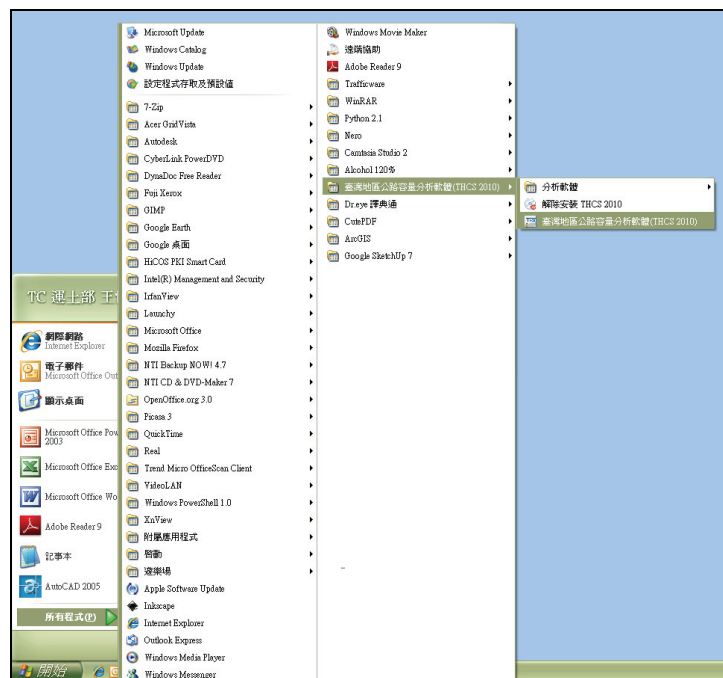 Microsoft Update
Windows Catalog
Windows Update
設定程式存取及預設値
7-Zip
Acer GridVista
Autodesk
CyberLink PowerDVD
DynaDoc Free Reader
Fuji Xerox
GIMP
Google Earth
Google 桌面
HiCOS PKI Smart Card
Intel(R) Management and Security
IrfanView
Launchy
Microsoft Office
Mozilla Firefox
NTI Backup NOW! 4.7
NTI CD & DVD-Maker 7
OpenOffice.org 3.0
Picasa 3
QuickTime
Real
Trend Micro OfficeScan Client
VideoLAN
Windows PowerShell 1.0
XnView
附屬應用程式
啓動
遊樂場
Apple Software Update
Inkscape
Internet Explorer
Outlook Express
Windows Media Player
Windows Messenger
Windows Movie Maker
遠端協助
Adobe Reader 9
Trafficware
WinRAR
Python 2.1
Nero
Camtasia Studio 2
Alcohol 120%
臺灣地區公路容量分析軟體(THCS 2010)
Dr.eye 譯典通
CutePDF
ArcGIS
Google SketchUp 7
分析軟體
解除安裝 THCS 2010
臺灣地區公路容量分析軟體(THCS 2010)
TC 運土部 王
網際網路
Internet Explorer
電子郵件
Microsoft Office Out
顯示桌面
Microsoft Office Pow
2003
Microsoft Office Exc
Microsoft Office Wo
Adobe Reader 9
記事本
AutoCAD 2005
所有程式(P)
開始